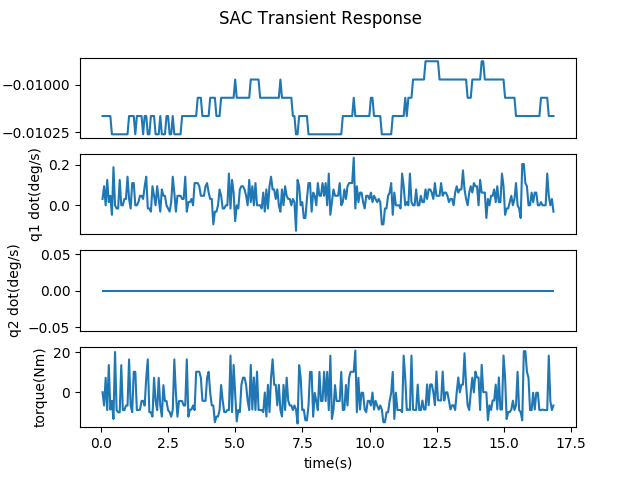 SAC Transient Response
−0.01000
−0.01025
q1 dot(deg/s)
0.2
0.0
q2 dot(deg/s)
0.05
0.00
−0.05
torque(Nm)
20
0
0.0 2.5 5.0 7.5 10.0 12.5 15.0 17.5
time(s)